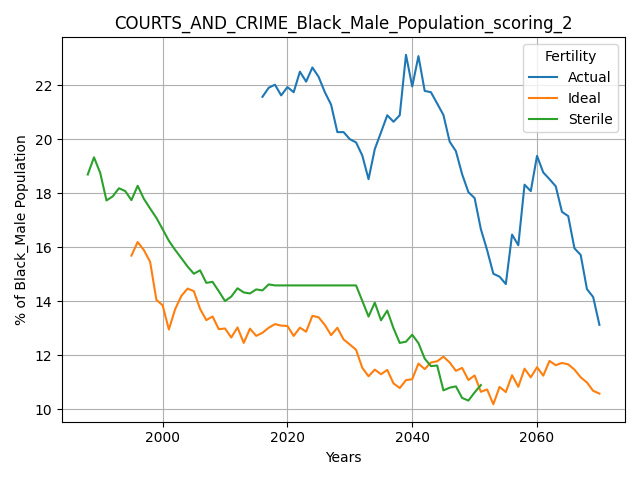 COURTS_AND_CRIME_Black_Male_Population_scoring_2
% of Black_Male Population
22
20
18
16
14
12
10
Fertility
Actual
Ideal
Sterile
2000
2020
2040
2060
Years